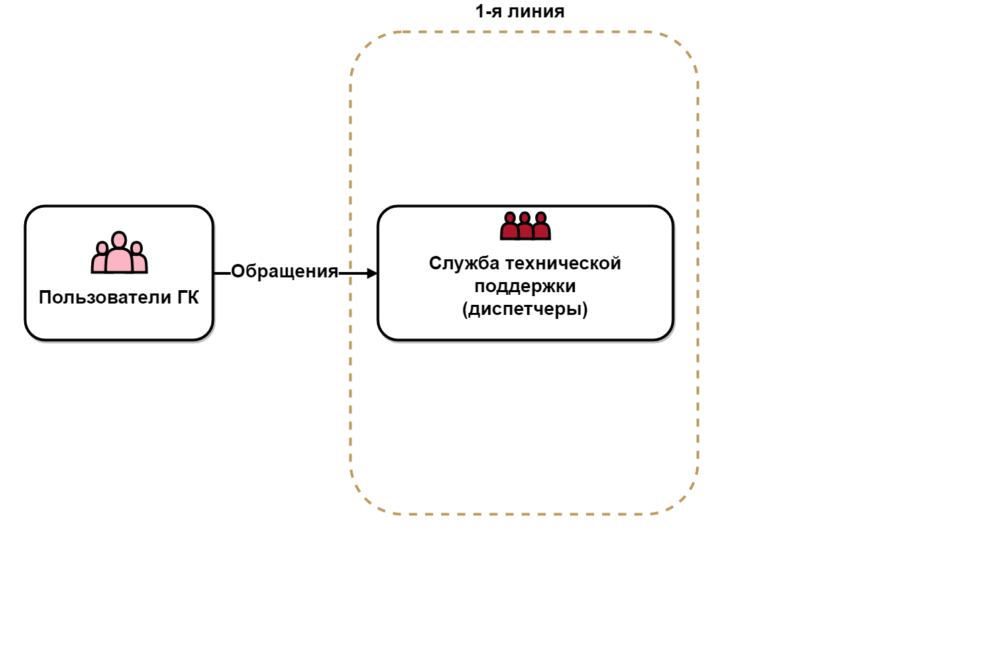 1-я линия
Пользователи ГК
Обращения
Служба технической
поддержки
(диспетчеры)